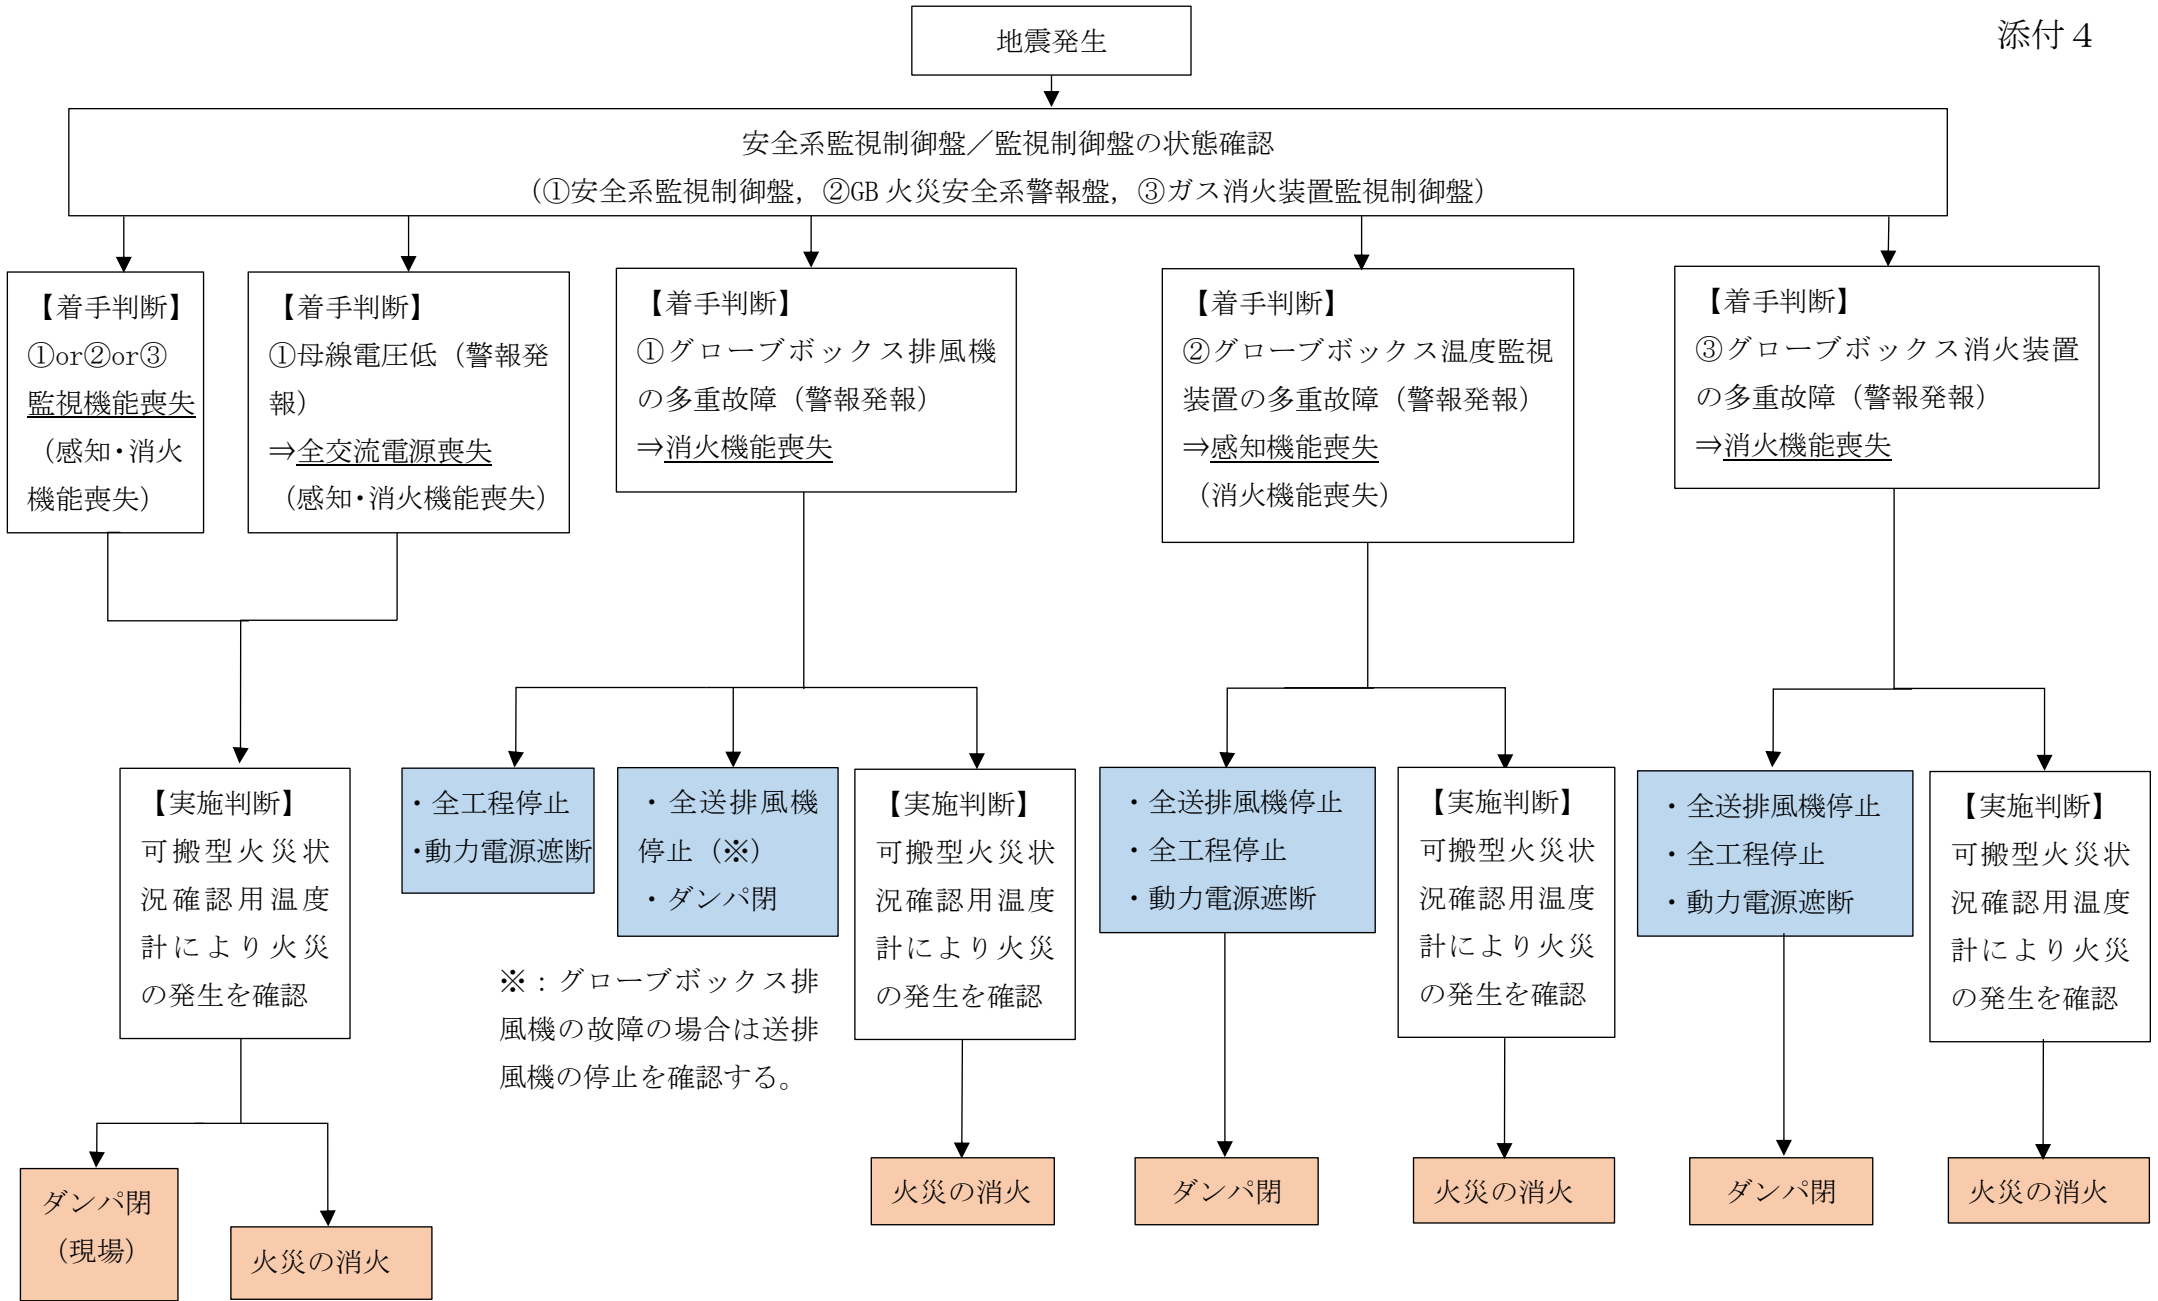 添付４
地震発生
安全系監視制御盤／監視制御盤の状態確認
（①安全系監視制御盤，②GB 火災安全系警報盤，③ガス消火装置監視制御盤）
【着手判断】
①or②or③
監視機能喪失
（感知・消火
機能喪失）
【着手判断】
①母線電圧低（警報発
報）
⇒全交流電源喪失
（感知・消火機能喪失）
【着手判断】
①グローブボックス排風機
の多重故障（警報発報）
⇒消火機能喪失
【着手判断】
②グローブボックス温度監視
装置の多重故障（警報発報）
⇒感知機能喪失
（消火機能喪失）
【着手判断】
③グローブボックス消火装置
の多重故障（警報発報）
⇒消火機能喪失
【実施判断】
可搬型火災状
況確認用温度
計により火災
の発生を確認
・全工程停止
・動力電源遮断
・全送排風機
停止（※）
・ダンパ閉
【実施判断】
可搬型火災状
況確認用温度
計により火災
の発生を確認
・全送排風機停止
・全工程停止
・動力電源遮断
【実施判断】
可搬型火災状
況確認用温度
計により火災
の発生を確認
・全送排風機停止
・全工程停止
・動力電源遮断
【実施判断】
可搬型火災状
況確認用温度
計により火災
の発生を確認
※：グローブボックス排
風機の故障の場合は送排
風機の停止を確認する。
ダンパ閉
（現場）
火災の消火
火災の消火
ダンパ閉
火災の消火
ダンパ閉
火災の消火